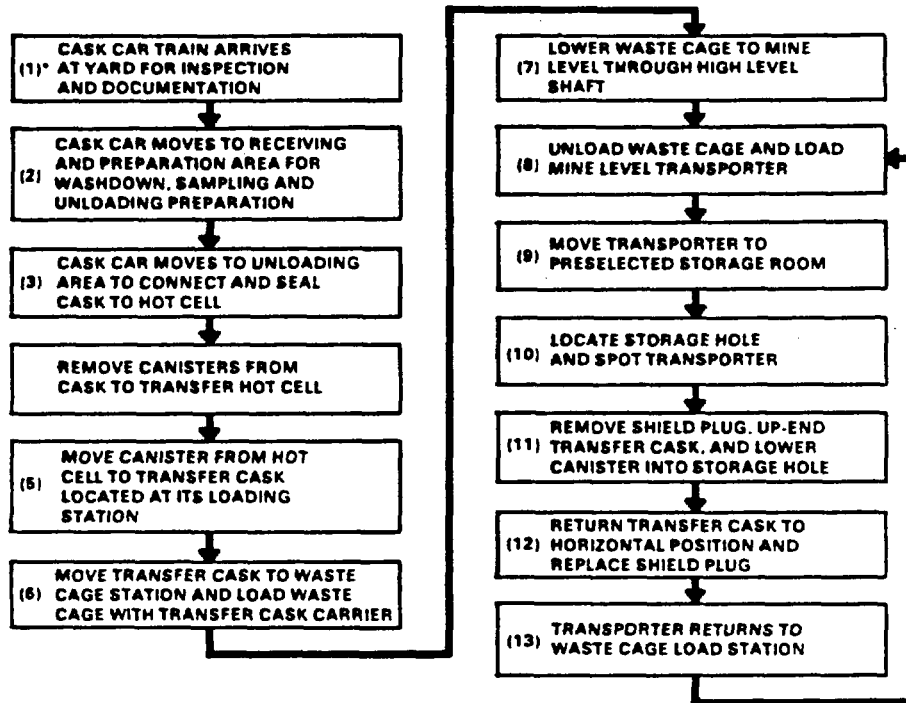 (1)* CASK CAR TRAIN ARRIVES
AT YARD FOR INSPECTION
AND DOCUMENTATION
(2) CASK CAR MOVES TO RECEIVING
AND PREPARATION AREA FOR
WASHDOWN, SAMPLING AND
UNLOADING PREPARATION
(3) CASK CAR MOVES TO UNLOADING
AREA TO CONNECT AND SEAL
CASK TO HOT CELL
REMOVE CANISTERS FROM
CASK TO TRANSFER HOT CELL
(5) MOVE CANISTER FROM HOT
CELL TO TRANSFER CASK
LOCATED AT ITS LOADING
STATION
(6) MOVE TRANSFER CASK TO WASTE
CAGE STATION AND LOAD WASTE
CAGE WITH TRANSFER CASK CARRIER
(7) LOWER WASTE CAGE TO MINE
LEVEL THROUGH HIGH LEVEL
SHAFT
(8) UNLOAD WASTE CAGE AND LOAD
MINE LEVEL TRANSPORTER
(9) MOVE TRANSPORTER TO
PRESELECTED STORAGE ROOM
(10) LOCATE STORAGE HOLE
AND SPOT TRANSPORTER
(11) REMOVE SHIELD PLUG, UP-END
TRANSFER CASK, AND LOWER
CANISTER INTO STORAGE HOLE
(12) RETURN TRANSFER CASK TO
HORIZONTAL POSITION AND
REPLACE SHIELD PLUG
(13) TRANSPORTER RETURNS TO
WASTE CAGE LOAD STATION